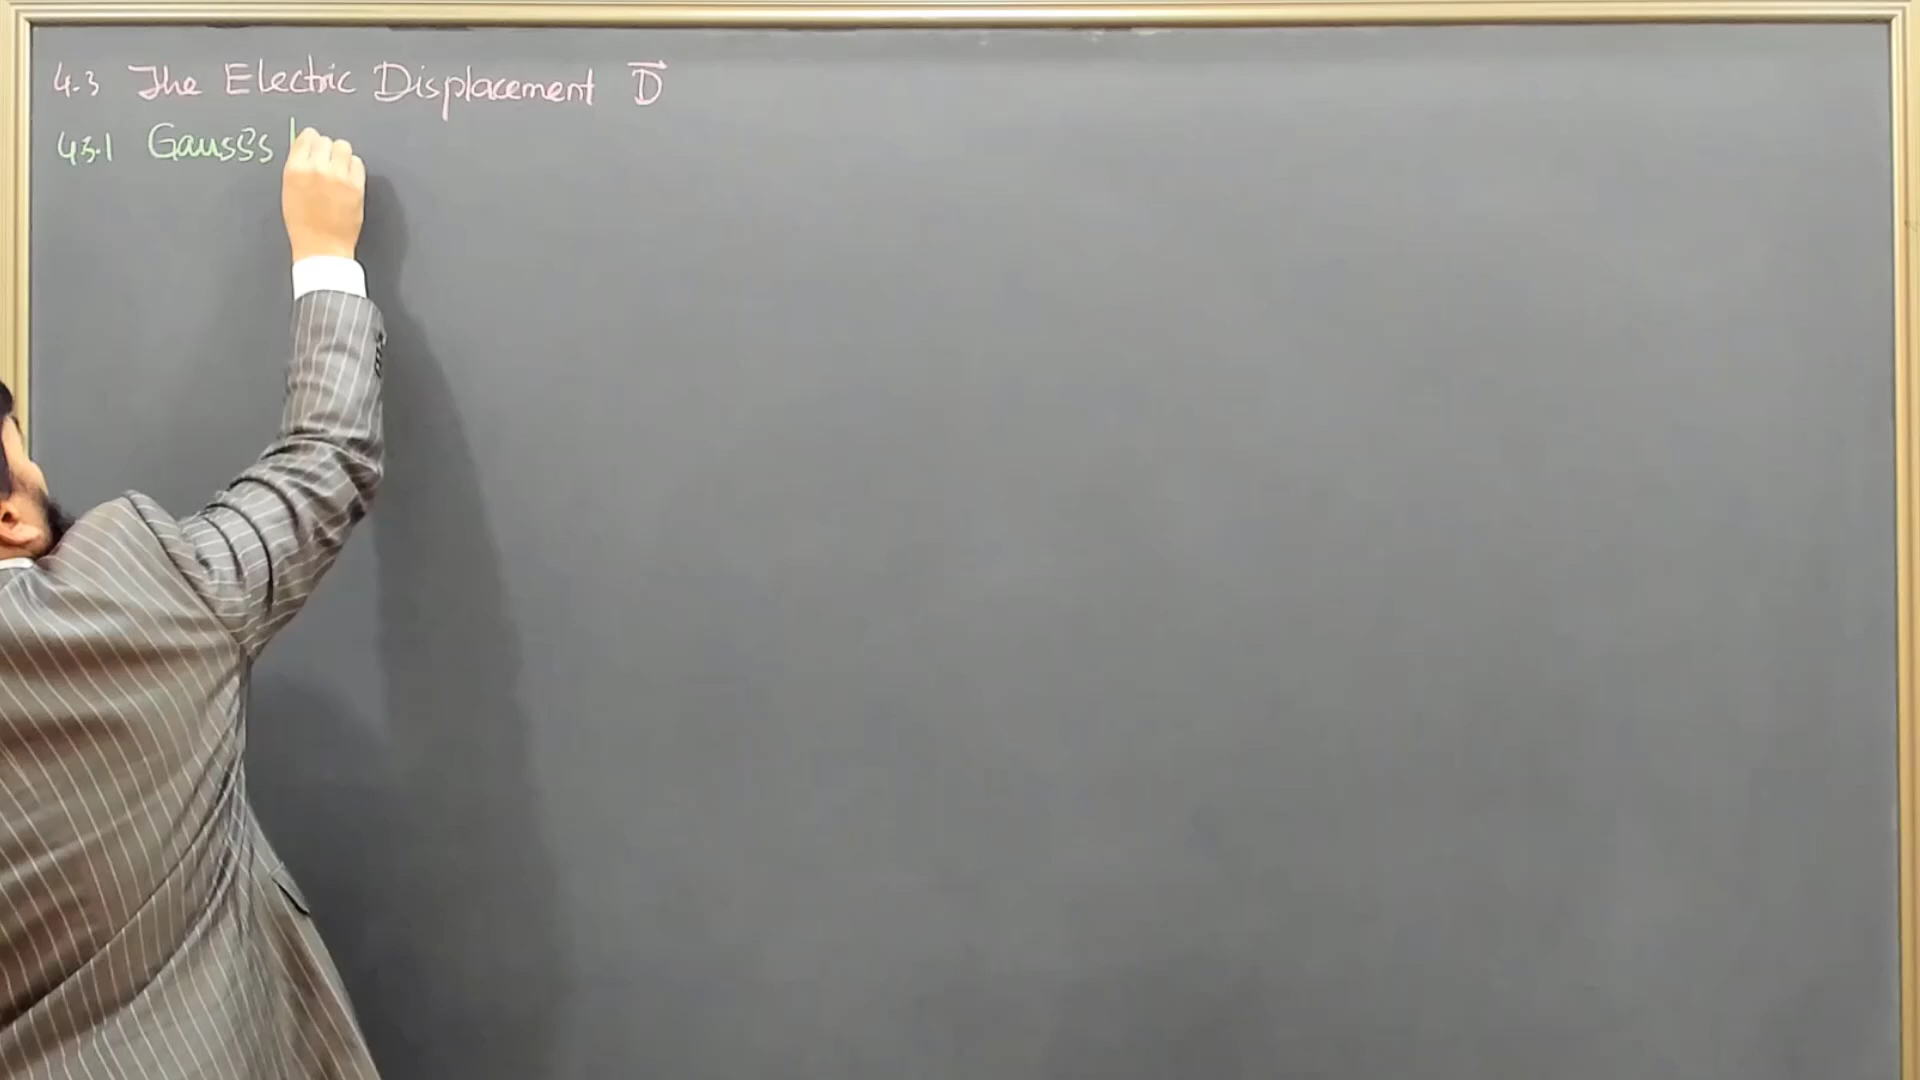 4.3 The Electric Displacement D⃗
4.3.1 Gauss's